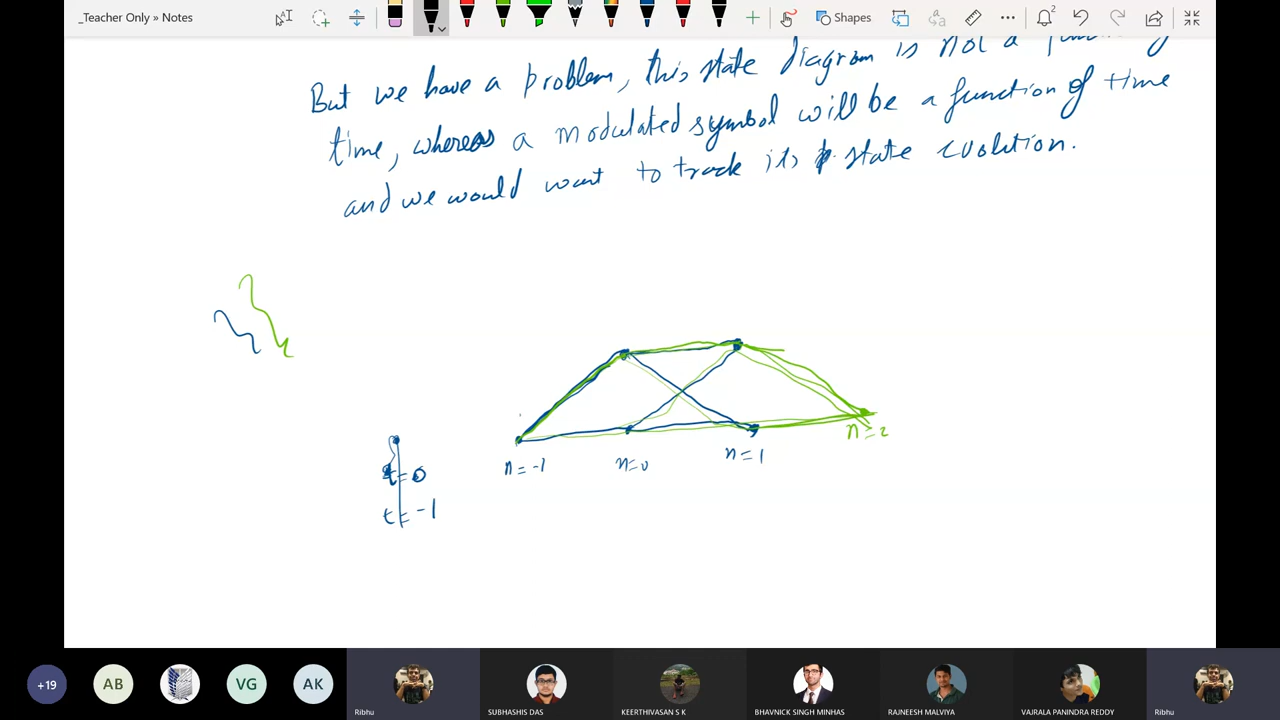 _Teacher Only » Notes
Shapes
2
But we have a problem, this state diagram is not a
time, whereas a modulated symbol will be a function of time
and we would want to track its state evolution.
n=-1
n=0
n=1
n=2
t=0
t=-1
+19
AB
VG
AK
Ribhu
SUBHASHIS DAS
KEERTHIVASAN S K
BHAVNICK SINGH MINHAS
RAJNEESH MALVIYA
VAJRALA PANINDRA REDDY
Ribhu